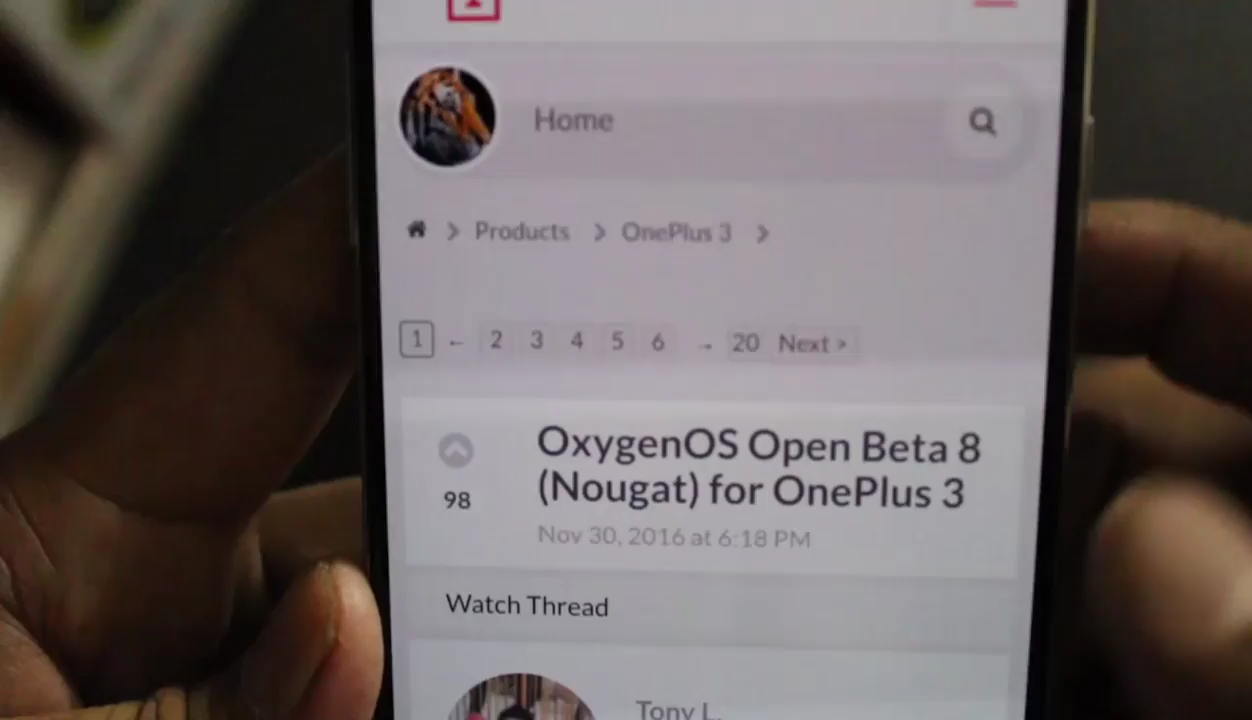 Home
Products OnePlus 3
1 2 3 4 5 6 20 Next >
OxygenOS Open Beta 8
(Nougat) for OnePlus 3
98
Nov 30, 2016 at 6:18 PM
Watch Thread
Tony L.